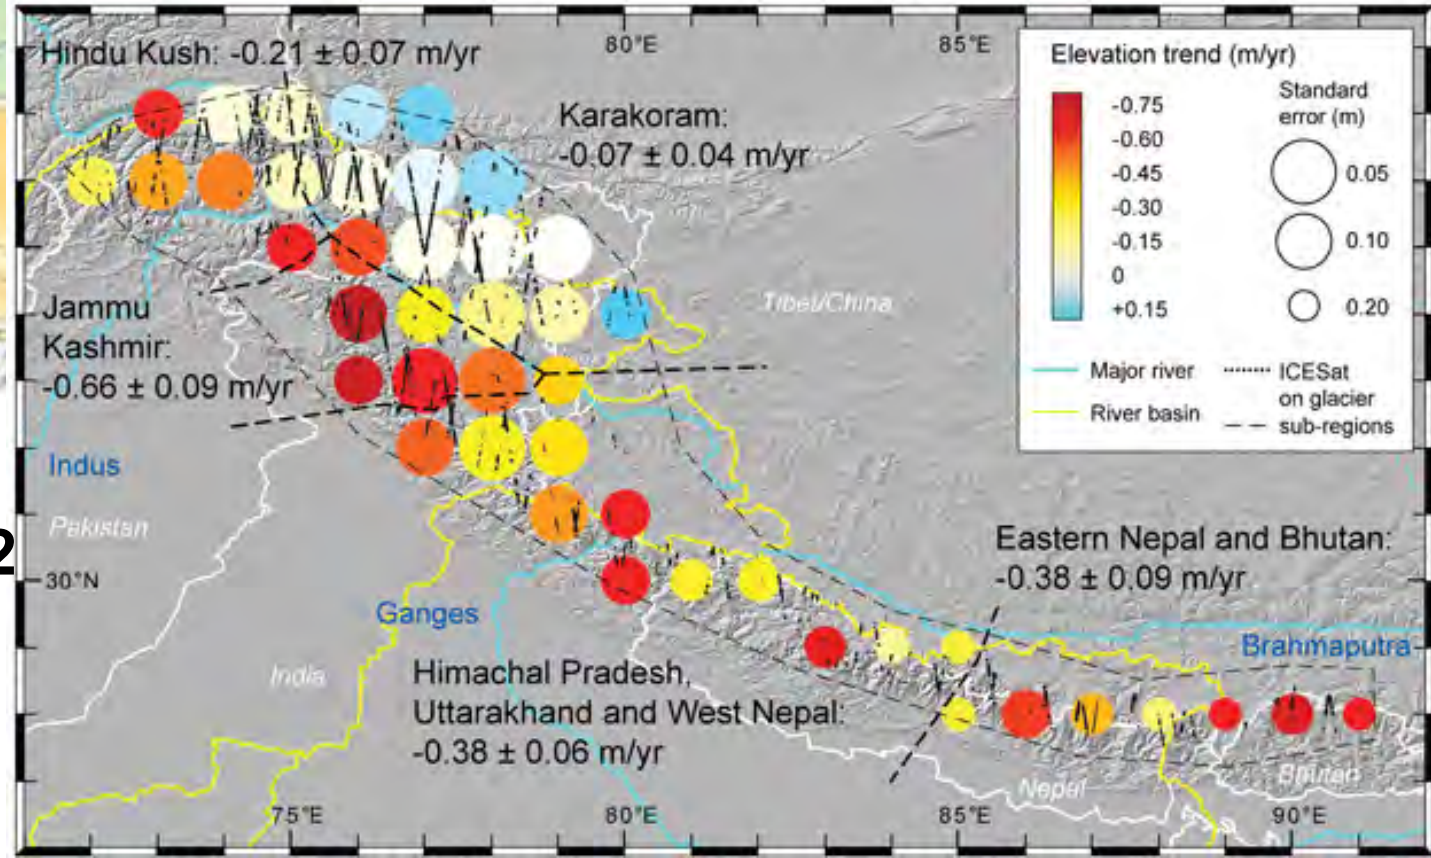 Hindu Kush: -0.21 ± 0.07 m/yr
80°E
85°E
Karakoram:
-0.07 ± 0.04 m/yr
Elevation trend (m/yr)
-0.75
-0.60
-0.45
-0.30
-0.15
0
+0.15
Standard
error (m)
0.05
0.10
0.20
Major river
River basin
ICESat
on glacier
sub-regions
Tibet/China
Jammu
Kashmir:
-0.66 ± 0.09 m/yr
Indus
Pakistan
2
30°N
Eastern Nepal and Bhutan:
-0.38 ± 0.09 m/yr
Ganges
Brahmaputra
India
Himachal Pradesh,
Uttarakhand and West Nepal:
-0.38 ± 0.06 m/yr
Nepal
Bhutan
75°E
80°E
85°E
90°E